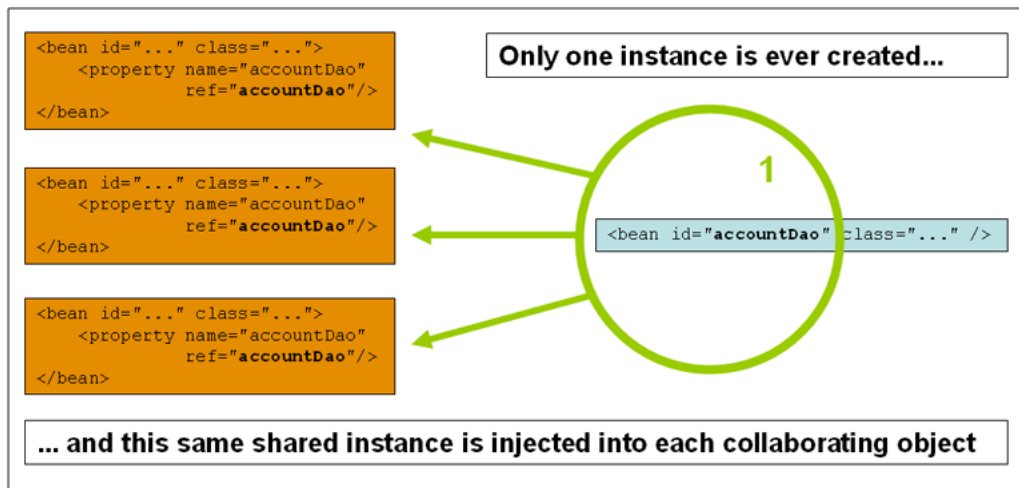 <bean id="..." class="...">
<property name="accountDao"
ref="accountDao"/>
</bean>
Only one instance is ever created...
<bean id="..." class="...">
<property name="accountDao"
ref="accountDao"/>
</bean>
1
<bean id="accountDao" class="..." />
<bean id="..." class="...">
<property name="accountDao"
ref="accountDao"/>
</bean>
... and this same shared instance is injected into each collaborating object